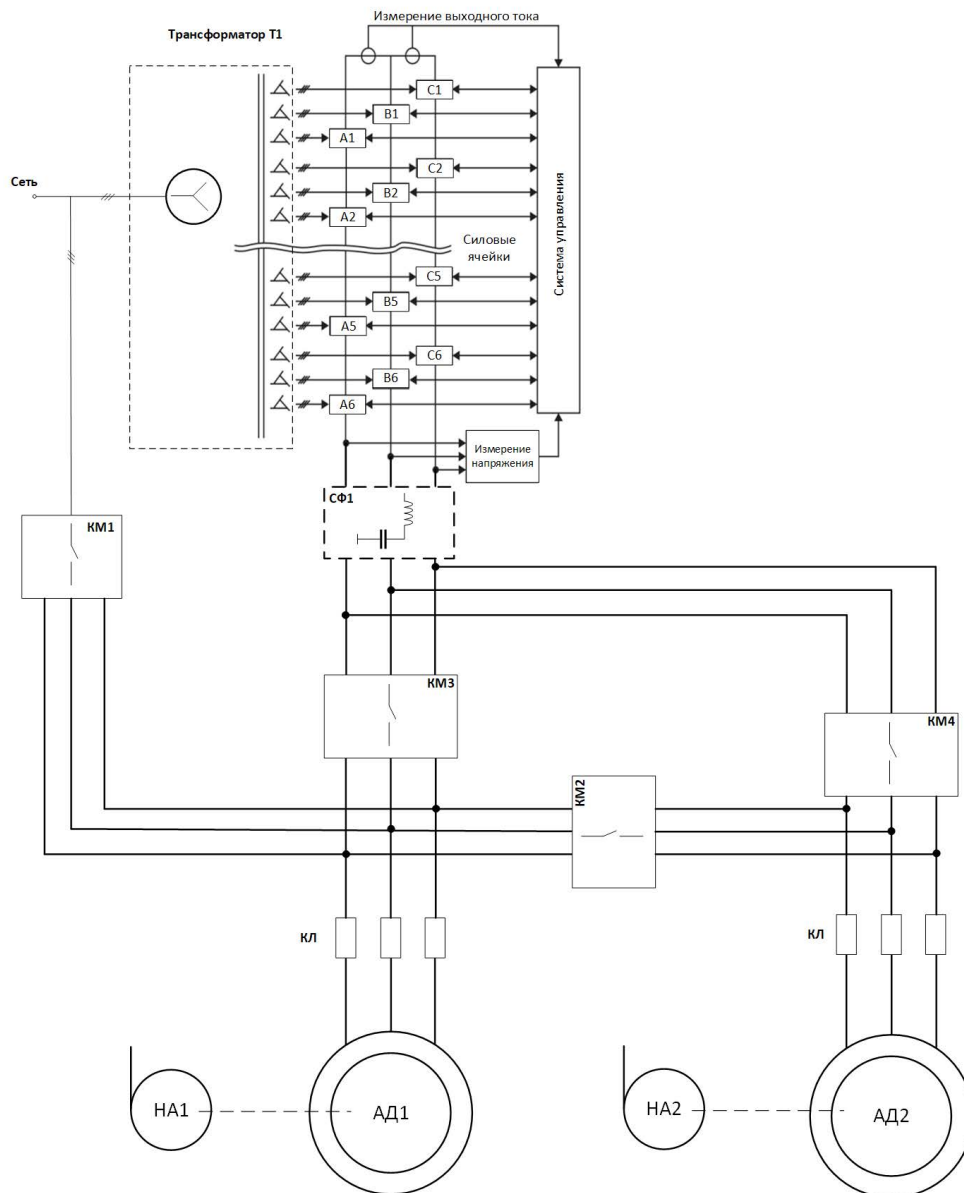 Измерение выходного тока
Трансформатор Т1
C1
B1
A1
C2
B2
A2
Сеть
Силовые
ячейки
Система управления
C5
B5
A5
C6
B6
A6
Измерение
напряжения
СФ1
КМ1
КМ3
КМ4
КМ2
КЛ
КЛ
НА1
АД1
НА2
АД2